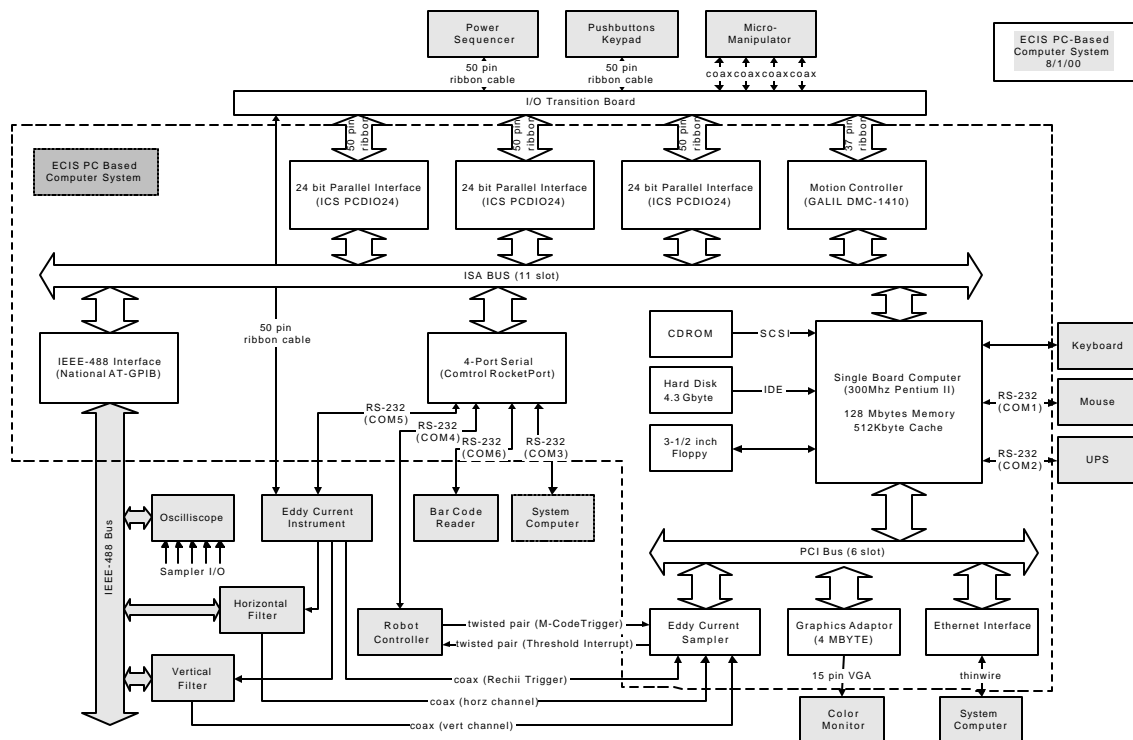 Power
Sequencer
Pushbuttons
Keypad
Micro-
Manipulator
ECIS PC-Based
Computer System
8/1/00
50 pin
ribbon cable
50 pin
ribbon cable
coax
coax
coax
coax
I/O Transition Board
50 pin
ribbon
50 pin
ribbon
50 pin
ribbon
37 pin
ribbon
ECIS PC Based
Computer System
24 bit Parallel Interface
(ICS PCDIO24)
24 bit Parallel Interface
(ICS PCDIO24)
24 bit Parallel Interface
(ICS PCDIO24)
Motion Controller
(GALIL DMC-1410)
ISA BUS (11 slot)
50 pin
ribbon cable
IEEE-488 Interface
(National AT-GPIB)
4-Port Serial
(Comtrol RocketPort)
CDROM
SCSI
Hard Disk
4.3 Gbyte
IDE
3-1/2 inch
Floppy
Single Board Computer
(300Mhz Pentium II)
128 Mbytes Memory
512Kbyte Cache
Keyboard
RS-232
(COM1)
Mouse
RS-232
(COM2)
UPS
RS-232
(COM5)
RS-232
(COM4)
RS-232
(COM6)
RS-232
(COM3)
IEEE-488 Bus
Oscilliscope
Sampler I/O
Eddy Current
Instrument
Bar Code
Reader
System
Computer
PCI Bus (6 slot)
Horizontal
Filter
Robot
Controller
twisted pair (M-CodeTrigger)
twisted pair (Threshold Interrupt)
Eddy Current
Sampler
Graphics Adaptor
(4 MBYTE)
Ethernet Interface
Vertical
Filter
coax (Rechii Trigger)
coax (horz channel)
coax (vert channel)
15 pin VGA
thinwire
Color
Monitor
System
Computer